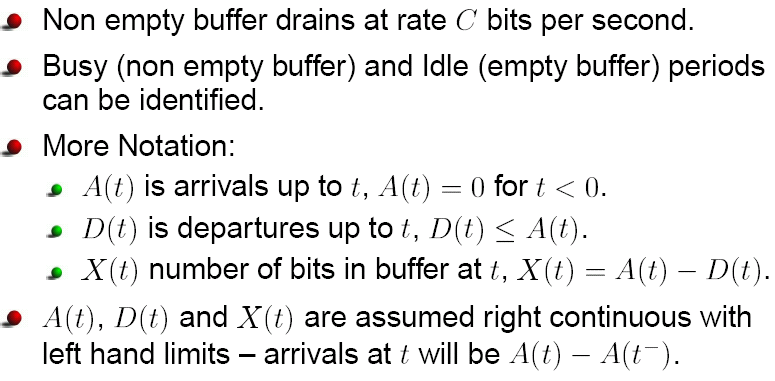 Non empty buffer drains at rate C bits per second.
Busy (non empty buffer) and Idle (empty buffer) periods
can be identified.
More Notation:
A(t) is arrivals up to t, A(t) = 0 for t < 0.
D(t) is departures up to t, D(t) ≤ A(t).
X(t) number of bits in buffer at t, X(t) = A(t) − D(t).
A(t), D(t) and X(t) are assumed right continuous with
left hand limits – arrivals at t will be A(t) − A(t⁻).